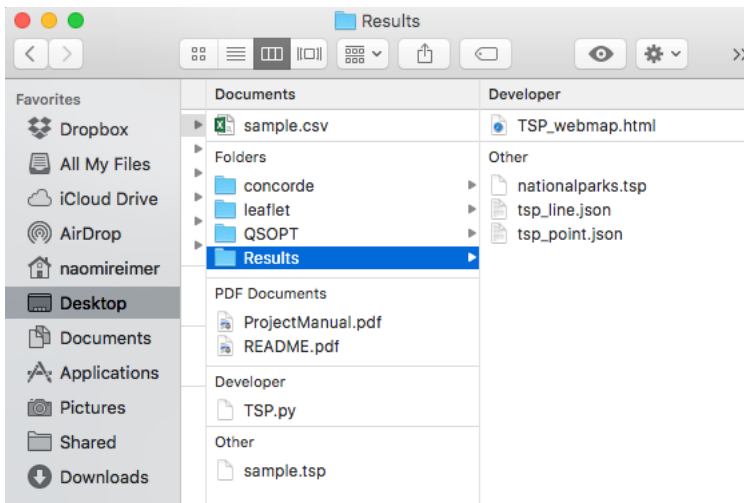 Results
Favorites
Dropbox
All My Files
iCloud Drive
AirDrop
naomireimer
Desktop
Documents
Applications
Pictures
Shared
Downloads
Documents
sample.csv
Folders
concorde
leaflet
QSOPT
Results
PDF Documents
ProjectManual.pdf
README.pdf
Developer
TSP.py
Other
sample.tsp
Developer
TSP_webmap.html
Other
nationalparks.tsp
tsp_line.json
tsp_point.json